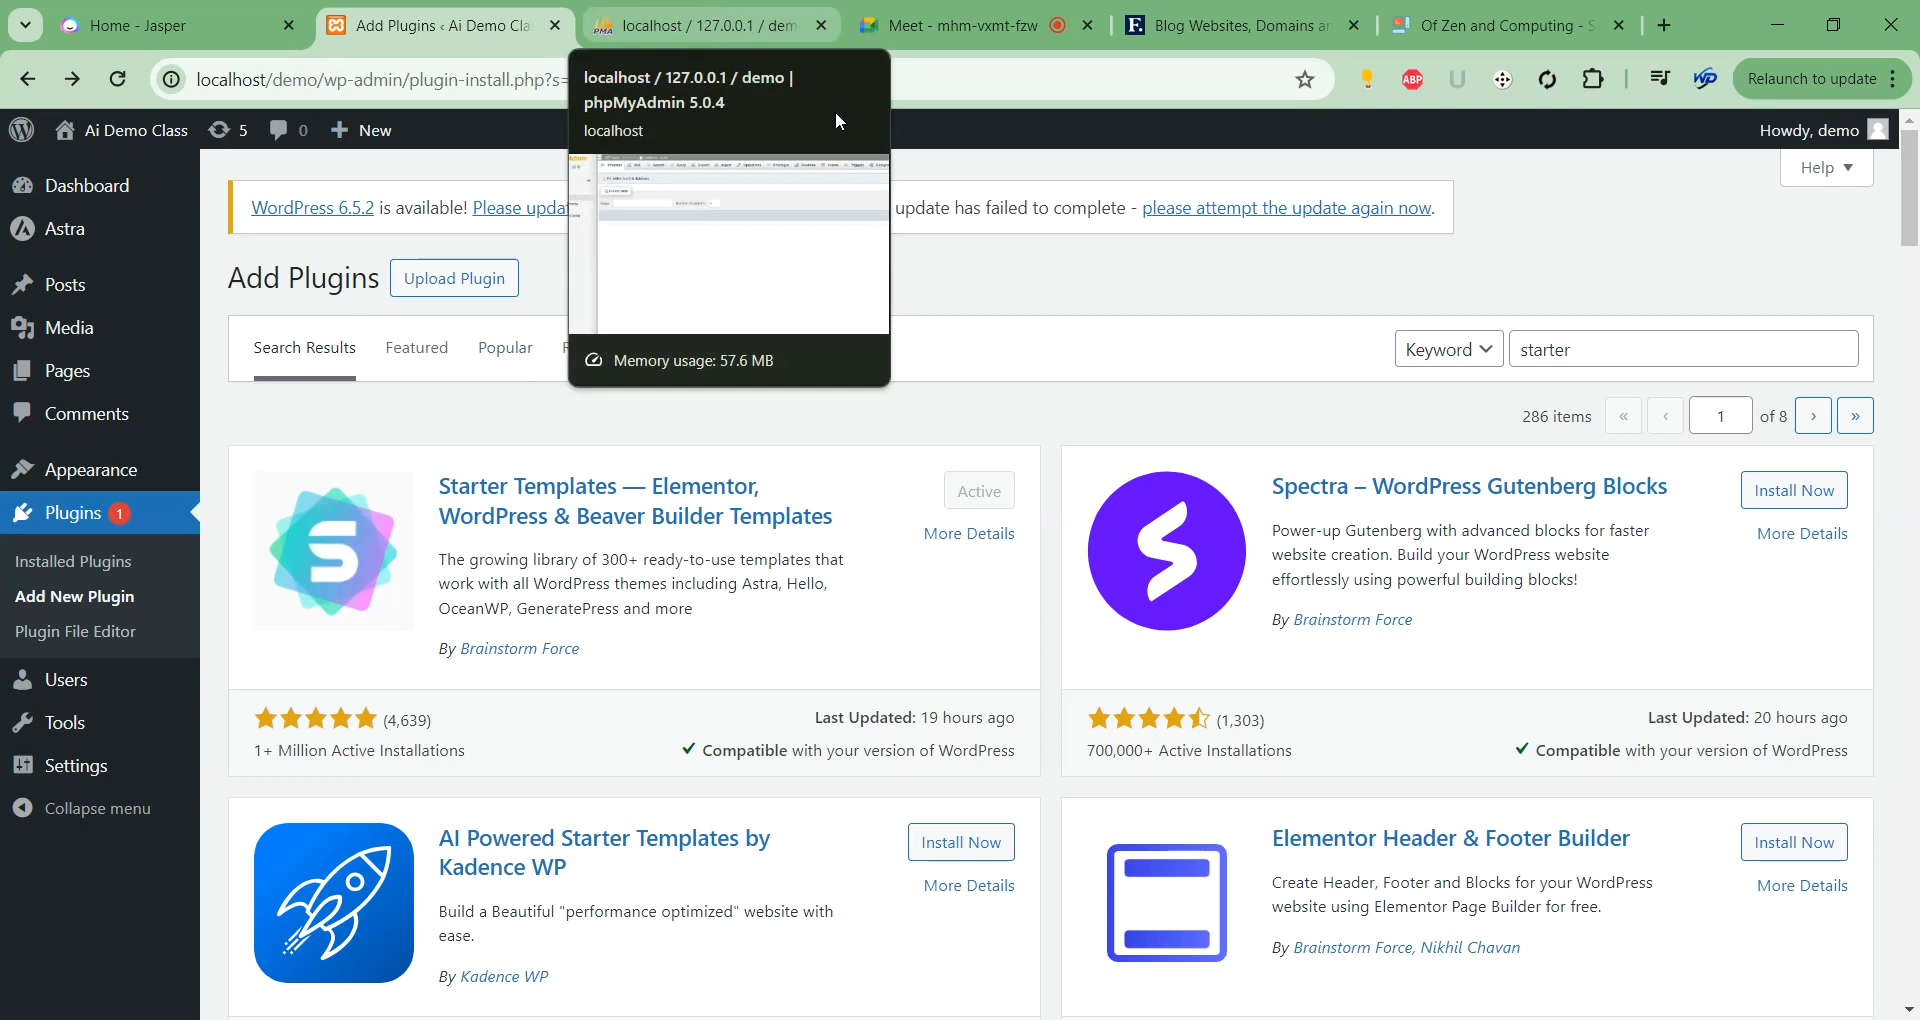 Home - Jasper
Add Plugins ‹ Ai Demo Cla
PMA
localhost / 127.0.0.1 / dem
Meet - mhm-vxmt-fzw
F.
Blog Websites, Domains ar
Of Zen and Computing - S
localhost/demo/wp-admin/plugin-install.php?s=
ABP
Relaunch to update
localhost / 127.0.0.1 / demo |
phpMyAdmin 5.0.4
localhost
Memory usage: 57.6 MB
Ai Demo Class
5
0
New
Howdy, demo
Help
Dashboard
Astra
Posts
Media
Pages
Comments
Appearance
Plugins 1
Installed Plugins
Add New Plugin
Plugin File Editor
Users
Tools
Settings
Collapse menu
WordPress 6.5.2 is available! Please upda
update has failed to complete - please attempt the update again now.
Add Plugins
Upload Plugin
Search Results
Featured
Popular
Keyword
starter
286 items
«
‹
1
of 8
›
»
Starter Templates — Elementor,
WordPress & Beaver Builder Templates
Active
More Details
The growing library of 300+ ready-to-use templates that
work with all WordPress themes including Astra, Hello,
OceanWP, GeneratePress and more
By Brainstorm Force
(4,639)
1+ Million Active Installations
Last Updated: 19 hours ago
Compatible with your version of WordPress
Spectra – WordPress Gutenberg Blocks
Install Now
More Details
Power-up Gutenberg with advanced blocks for faster
website creation. Build your WordPress website
effortlessly using powerful building blocks!
By Brainstorm Force
(1,303)
700,000+ Active Installations
Last Updated: 20 hours ago
Compatible with your version of WordPress
AI Powered Starter Templates by
Kadence WP
Install Now
More Details
Build a Beautiful "performance optimized" website with
ease.
By Kadence WP
Elementor Header & Footer Builder
Install Now
More Details
Create Header, Footer and Blocks for your WordPress
website using Elementor Page Builder for free.
By Brainstorm Force, Nikhil Chavan